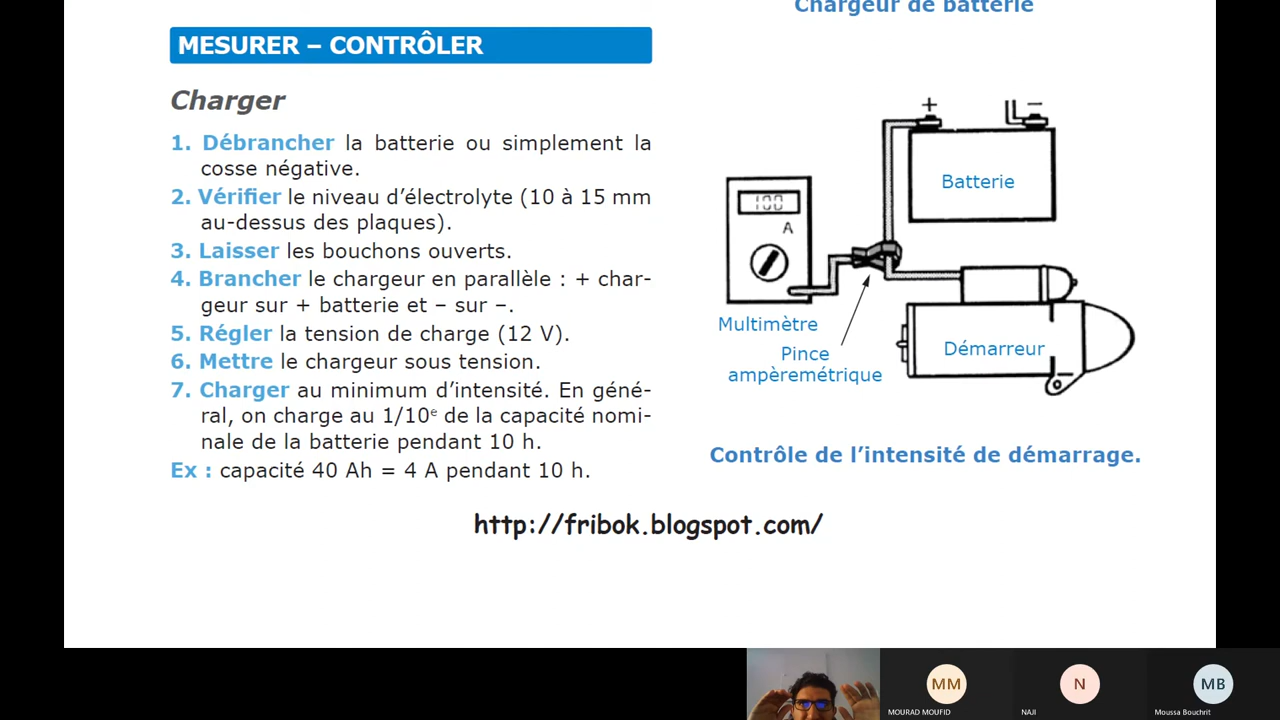 Chargeur de batterie
MESURER – CONTRÔLER
Charger
1. Débrancher la batterie ou simplement la
cosse négative.
2. Vérifier le niveau d’électrolyte (10 à 15 mm
au-dessus des plaques).
3. Laisser les bouchons ouverts.
4. Brancher le chargeur en parallèle : + char-
geur sur + batterie et – sur –.
5. Régler la tension de charge (12 V).
6. Mettre le chargeur sous tension.
7. Charger au minimum d’intensité. En géné-
ral, on charge au 1/10e de la capacité nomi-
nale de la batterie pendant 10 h.
Ex : capacité 40 Ah = 4 A pendant 10 h.
+ –
Batterie
100
A
Multimètre
Pince
ampèremétrique
Démarreur
Contrôle de l’intensité de démarrage.
http://fribok.blogspot.com/
MM
MOURAD MOUFID
N
NAJI
MB
Moussa Bouchrit